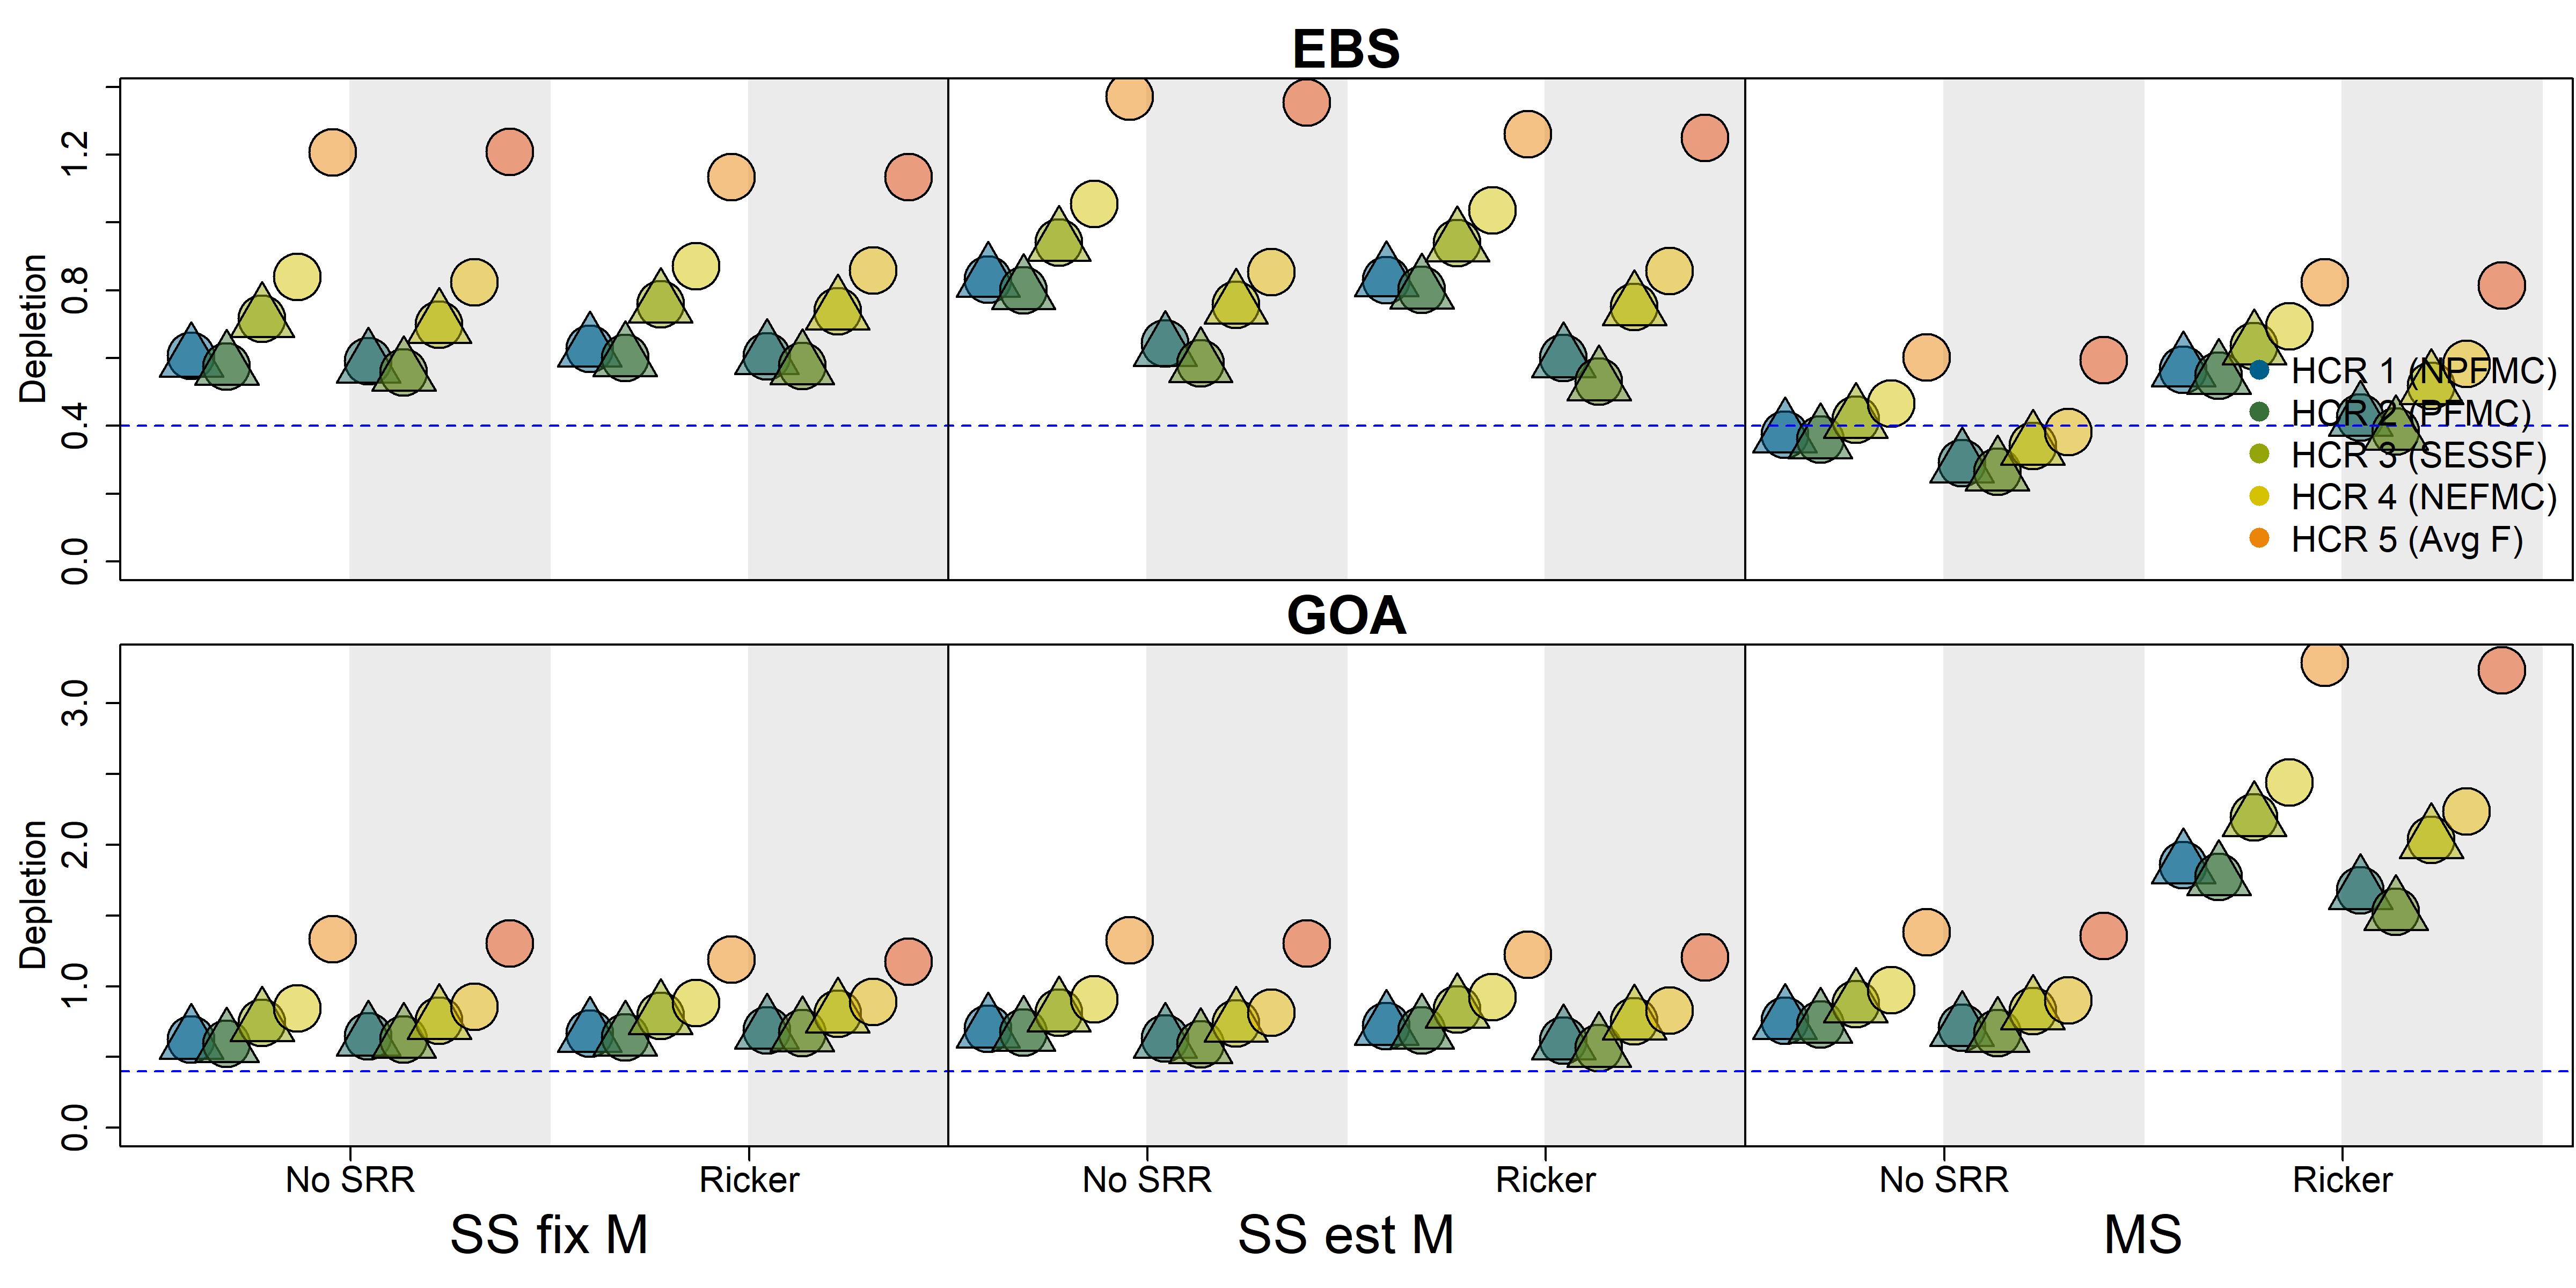 EBS
Depletion
1.2
0.8
0.4
0.0
HCR 1 (NPFMC)
HCR 2 (PFMC)
HCR 3 (SESSF)
HCR 4 (NEFMC)
HCR 5 (Avg F)
GOA
Depletion
3.0
2.0
1.0
0.0
No SRR Ricker No SRR Ricker No SRR Ricker
SS fix M SS est M MS